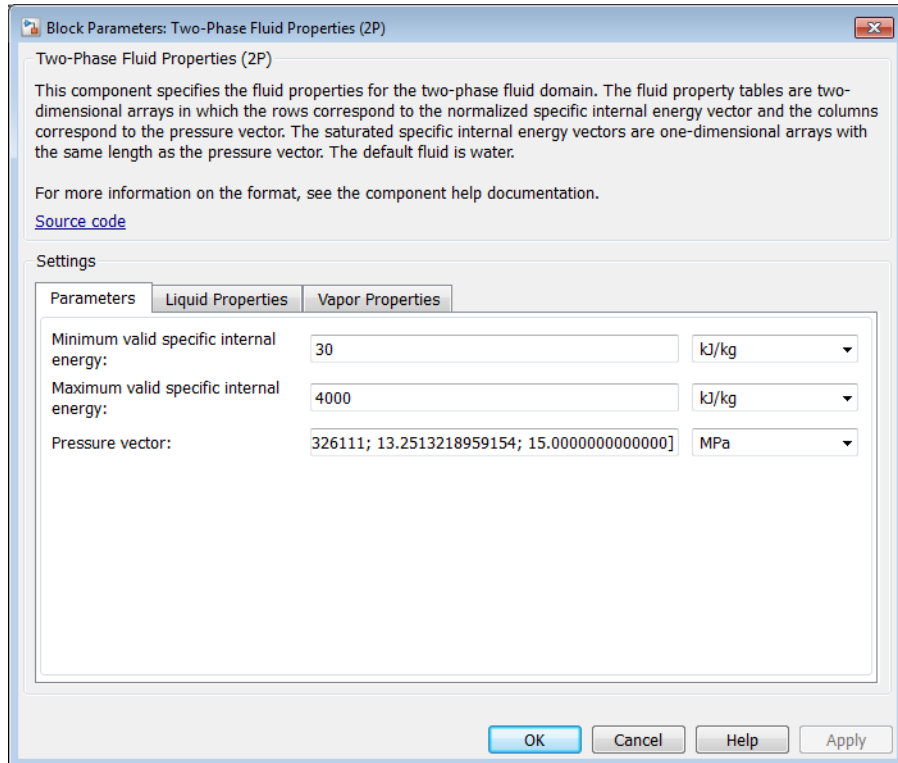 Block Parameters: Two-Phase Fluid Properties (2P)
Two-Phase Fluid Properties (2P)
This component specifies the fluid properties for the two-phase fluid domain. The fluid property tables are two-
dimensional arrays in which the rows correspond to the normalized specific internal energy vector and the columns
correspond to the pressure vector. The saturated specific internal energy vectors are one-dimensional arrays with
the same length as the pressure vector. The default fluid is water.
For more information on the format, see the component help documentation.
Source code
Settings
Parameters Liquid Properties Vapor Properties
Minimum valid specific internal
energy:
30 kJ/kg
Maximum valid specific internal
energy:
4000 kJ/kg
Pressure vector: 326111; 13.2513218959154; 15.0000000000000] MPa
OK Cancel Help Apply